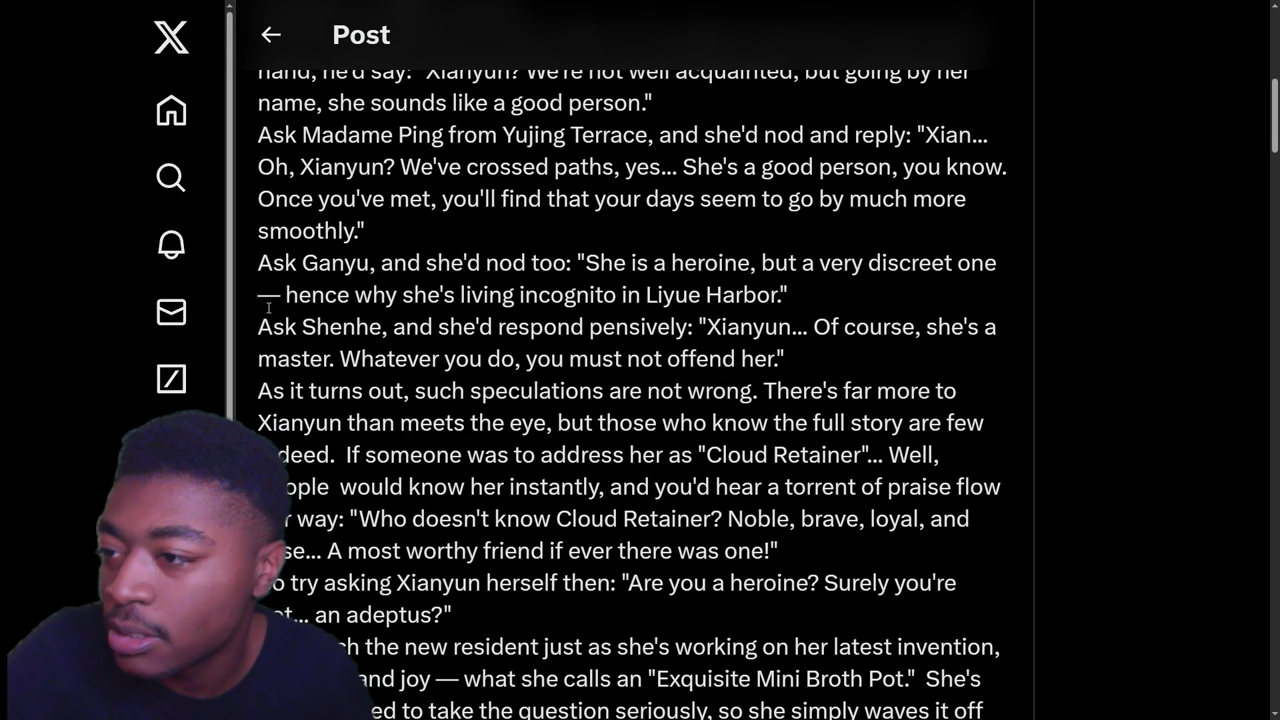 Post
hand, he'd say: "Xianyun? We're not well acquainted, but going by her
name, she sounds like a good person."
Ask Madame Ping from Yujing Terrace, and she'd nod and reply: "Xian...
Oh, Xianyun? We've crossed paths, yes... She's a good person, you know.
Once you've met, you'll find that your days seem to go by much more
smoothly."
Ask Ganyu, and she'd nod too: "She is a heroine, but a very discreet one
— hence why she's living incognito in Liyue Harbor."
Ask Shenhe, and she'd respond pensively: "Xianyun... Of course, she's a
master. Whatever you do, you must not offend her."
As it turns out, such speculations are not wrong. There's far more to
Xianyun than meets the eye, but those who know the full story are few
deed. If someone was to address her as "Cloud Retainer"... Well,
ople would know her instantly, and you'd hear a torrent of praise flow
r way: "Who doesn't know Cloud Retainer? Noble, brave, loyal, and
se... A most worthy friend if ever there was one!"
o try asking Xianyun herself then: "Are you a heroine? Surely you're
t... an adeptus?"
h the new resident just as she's working on her latest invention,
and joy — what she calls an "Exquisite Mini Broth Pot." She's
ed to take the question seriously, so she simply waves it off